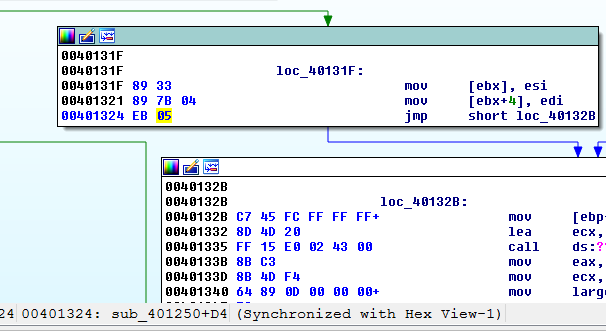 0040131F
0040131F loc_40131F:
0040131F 89 33 mov [ebx], esi
00401321 89 7B 04 mov [ebx+4], edi
00401324 EB 05 jmp short loc_40132B
0040132B
0040132B loc_40132B:
0040132B C7 45 FC FF FF FF+ mov [ebp-
00401332 8D 4D 20 lea ecx,
00401335 FF 15 E0 02 43 00 call ds:??
0040133B 8B C3 mov eax,
0040133D 8B 4D F4 mov ecx,
00401340 64 89 0D 00 00 00+ mov large
24 00401324: sub_401250+D4 (Synchronized with Hex View-1)